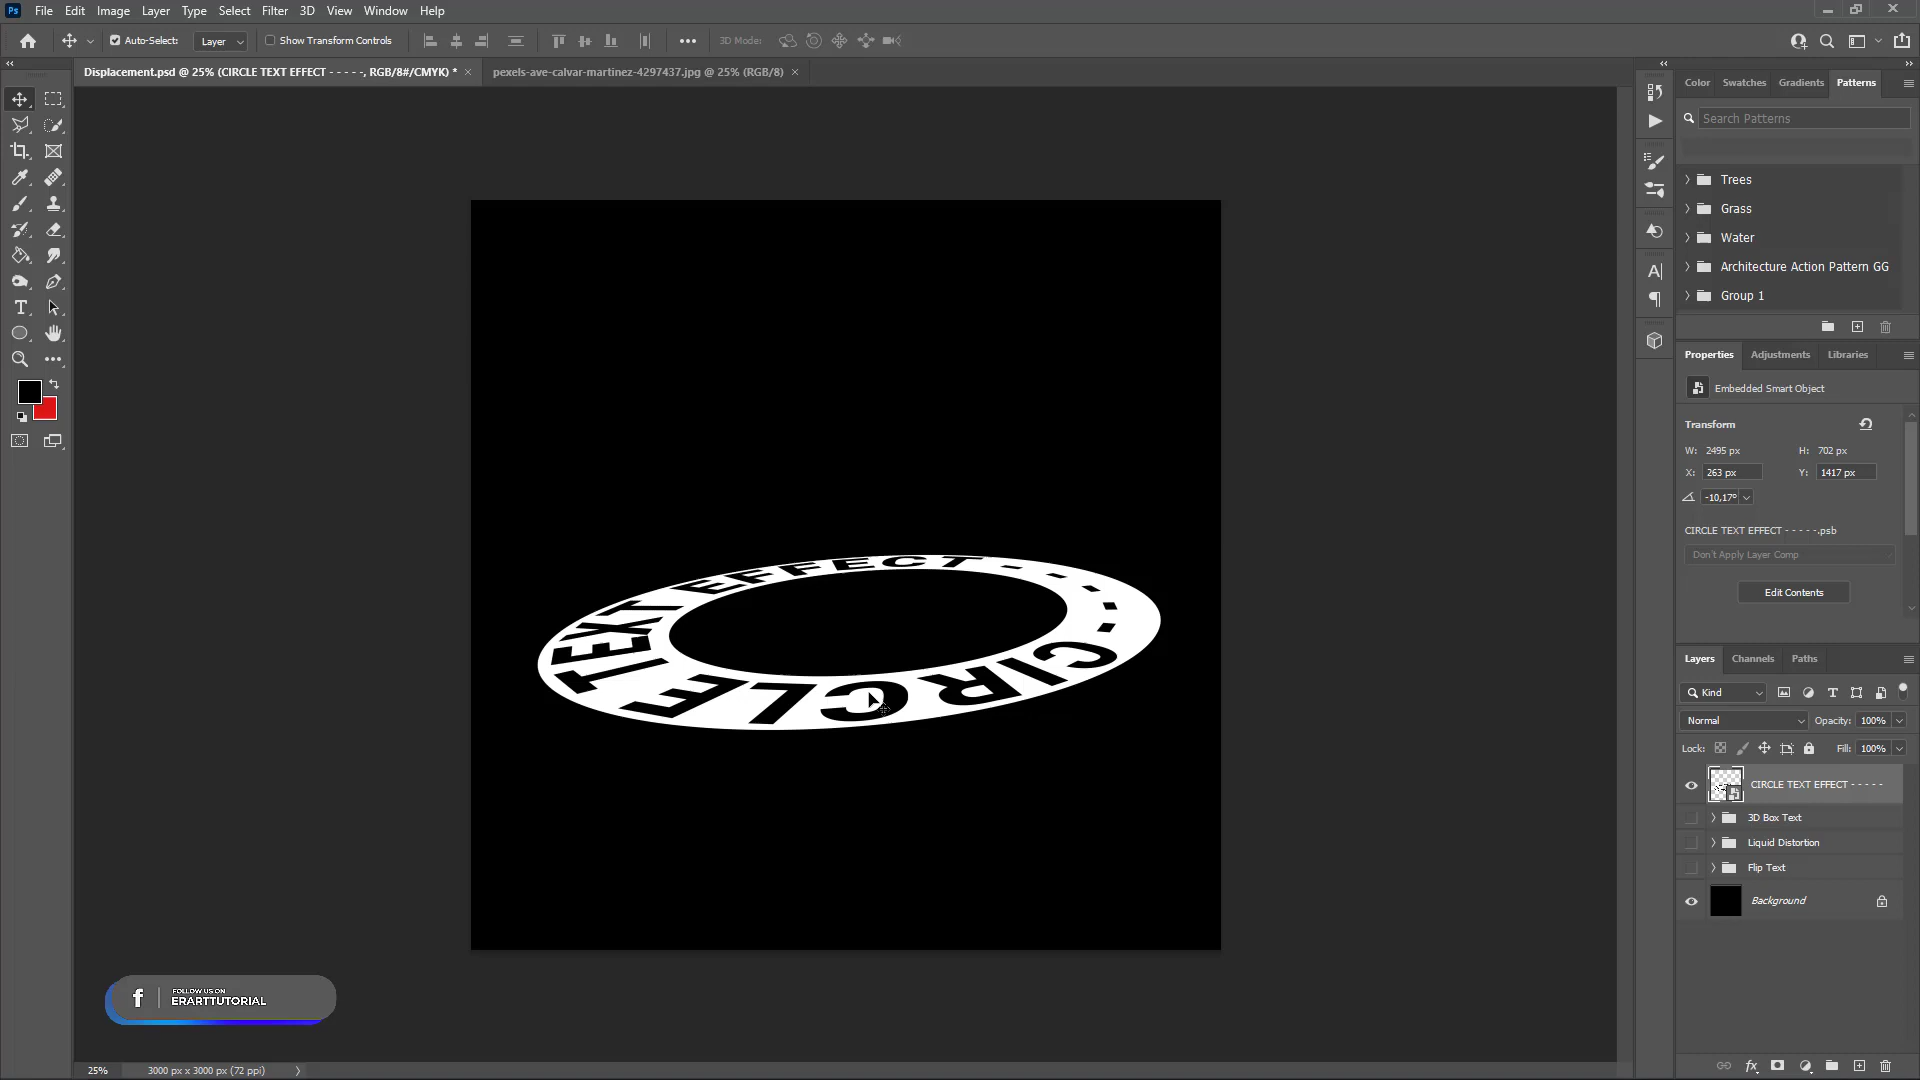 Ps File Edit Image Layer Type Select Filter 3D View Window Help
Auto-Select: Layer Show Transform Controls 3D Mode:
Displacement.psd @ 25% (CIRCLE TEXT EFFECT - - - - -, RGB/8#/CMYK) * pexels-ave-calvar-martinez-4297437.jpg @ 25% (RGB/8)
Color Swatches Gradients Patterns
Search Patterns
Trees
Grass
Water
Architecture Action Pattern GG
Group 1
Properties Adjustments Libraries
Embedded Smart Object
Transform
W: 2495 px H: 702 px
X: 263 px Y: 1417 px
-10,17°
CIRCLE TEXT EFFECT - - - - -.psb
Don't Apply Layer Comp
Edit Contents
CIRCLE TEXT EFFECT - - - - -
Layers Channels Paths
Kind
Normal Opacity: 100%
Lock: Fill: 100%
CIRCLE TEXT EFFECT - - - - -
3D Box Text
Liquid Distortion
Flip Text
Background
f FOLLOW US ON
ERARTTUTORIAL
25% 3000 px x 3000 px (72 ppi)